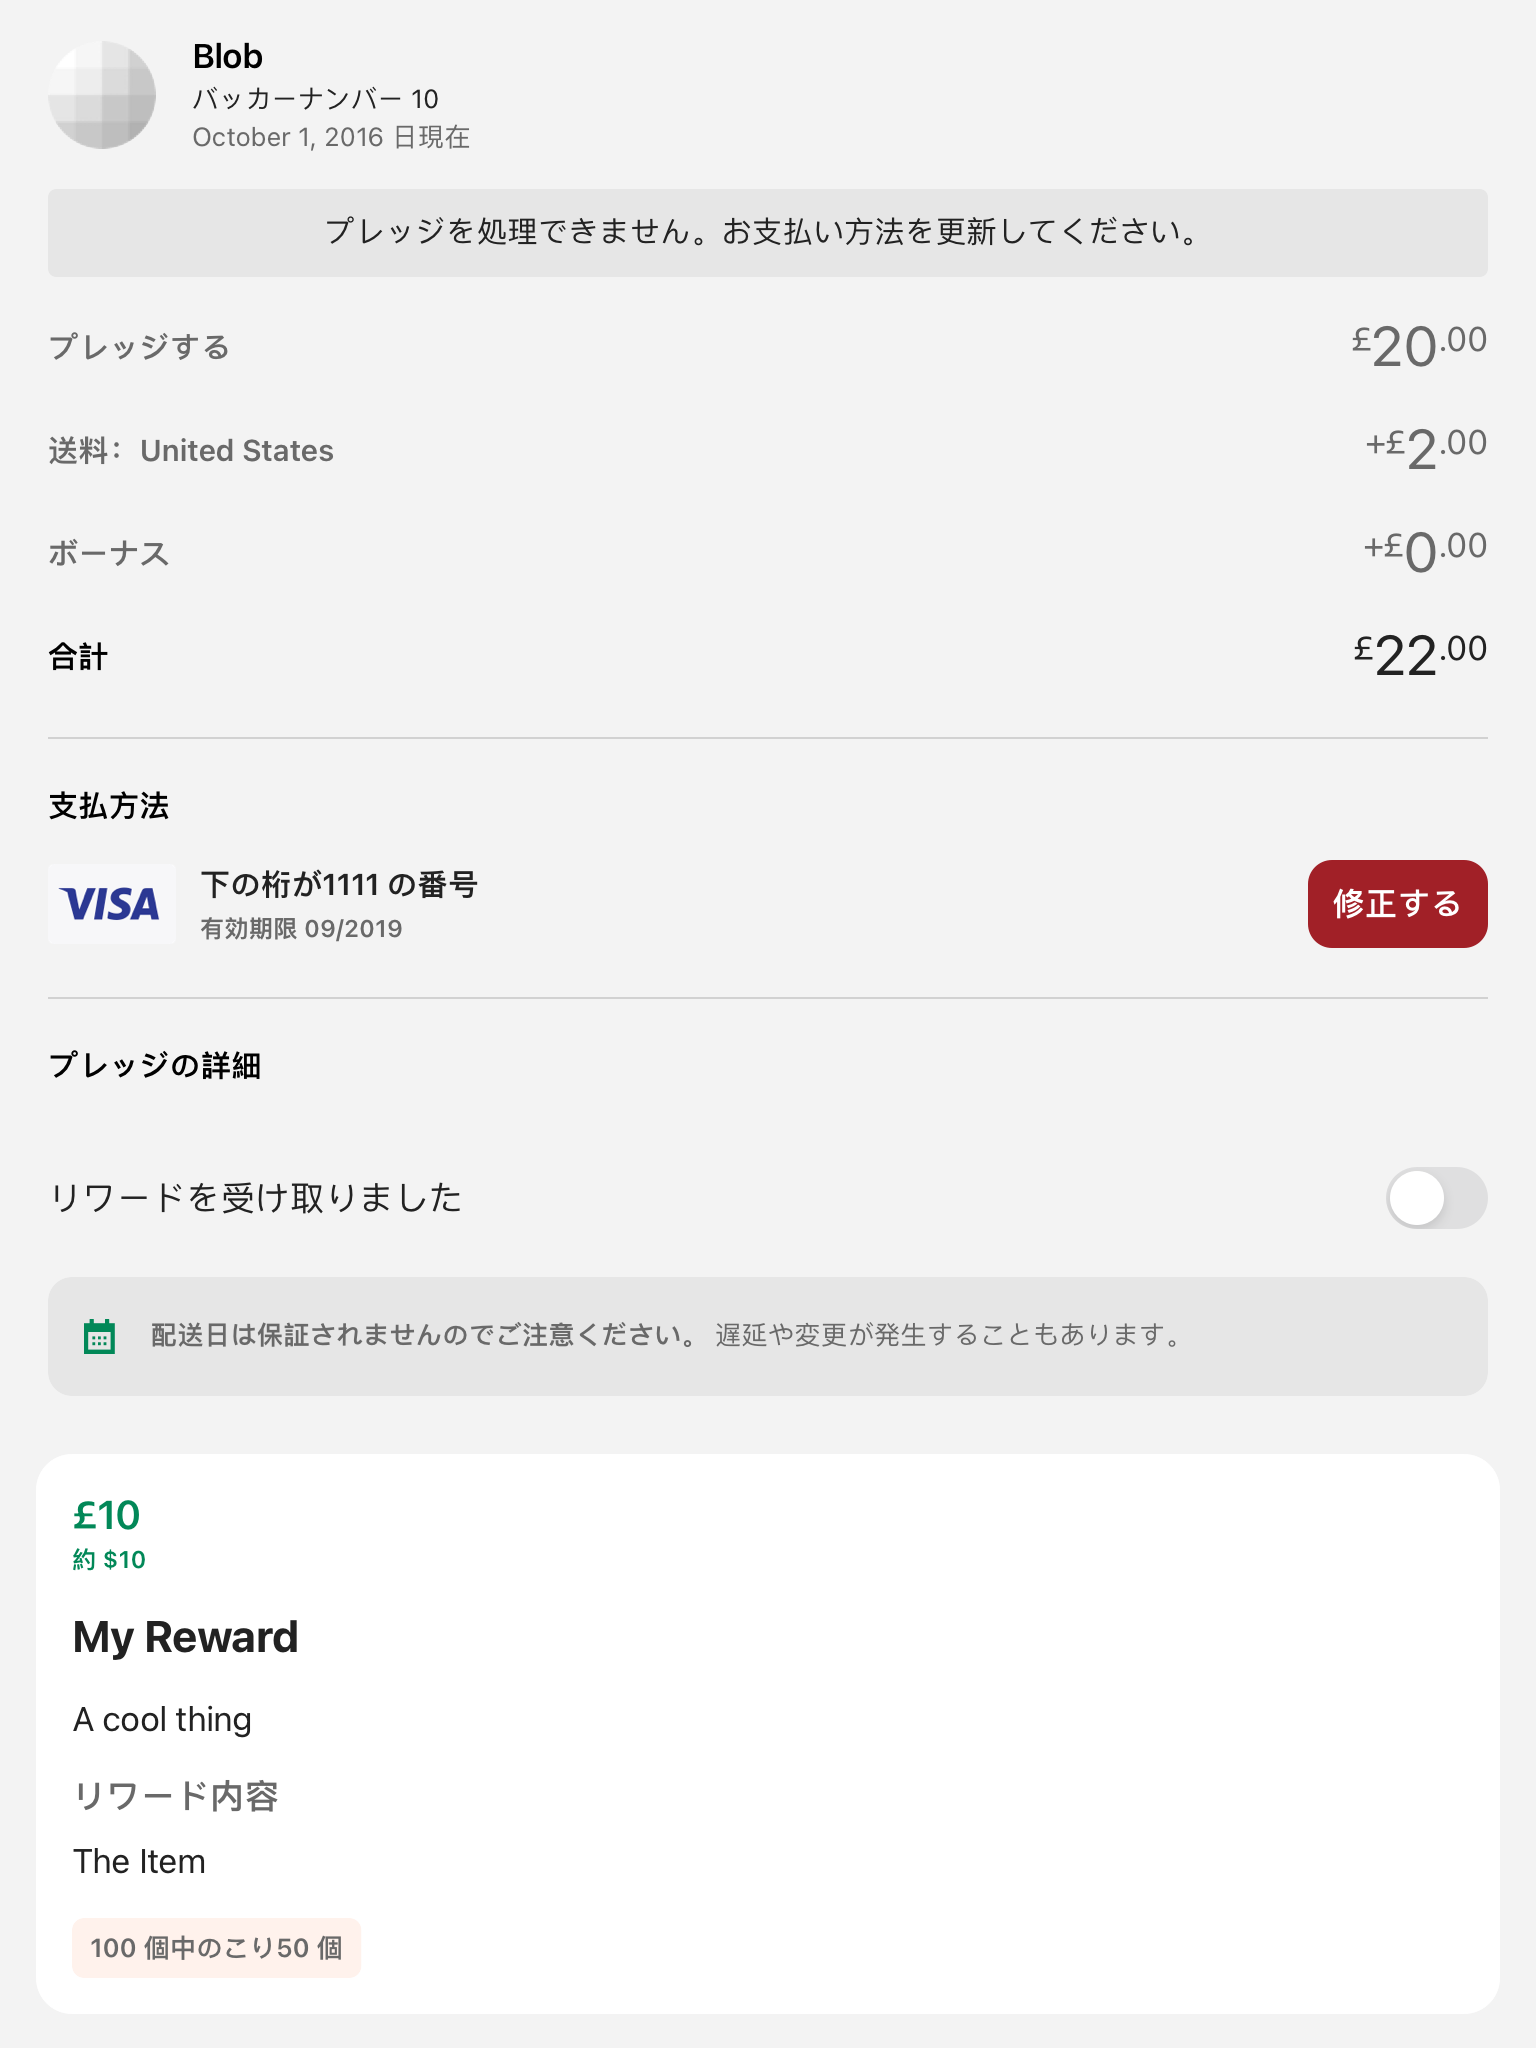 Blob
バッカーナンバー 10
October 1, 2016 日現在
プレッジを処理できません。お支払い方法を更新してください。
プレッジする £20.00
送料： United States +£2.00
ボーナス +£0.00
合計 £22.00
支払方法
VISA
下の桁が1111 の番号
有効期限 09/2019
修正する
プレッジの詳細
リワードを受け取りました
配送日は保証されませんのでご注意ください。 遅延や変更が発生することもあります。
£10
約 $10
My Reward
A cool thing
リワード内容
The Item
100 個中のこり50 個